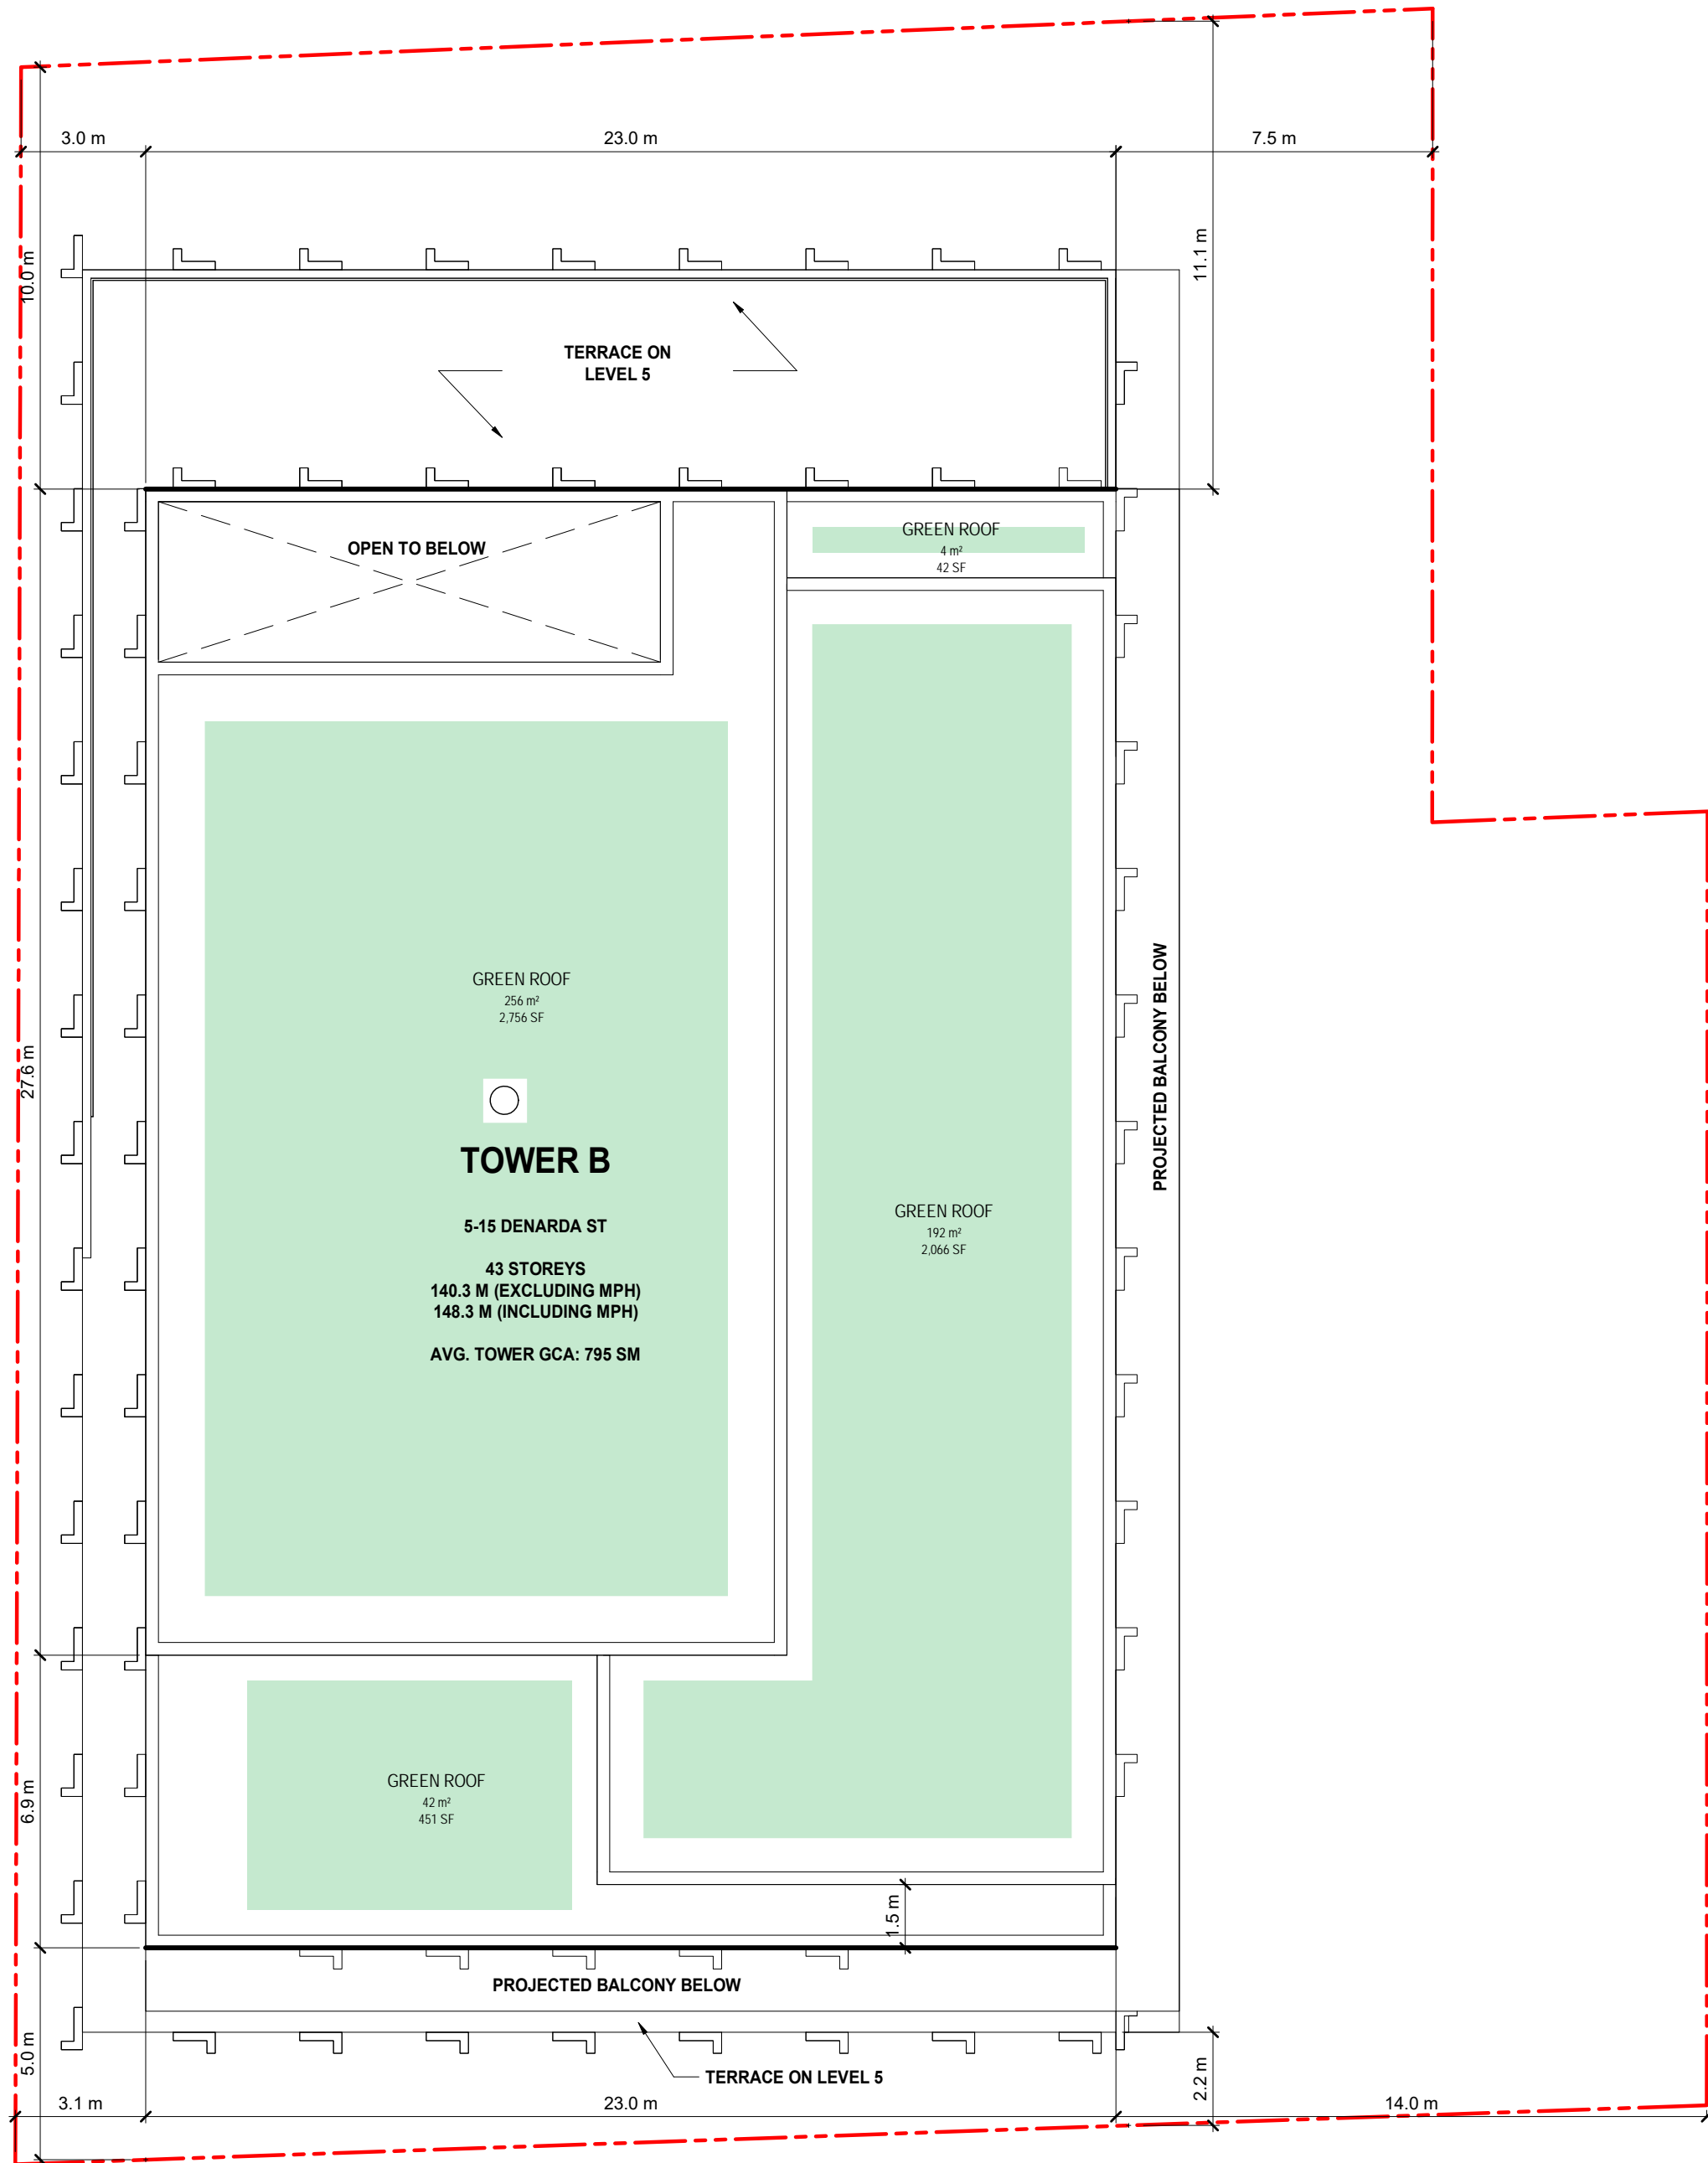 3.0 m
23.0 m
7.5 m
10.0 m
11.1 m
TERRACE ON
LEVEL 5
OPEN TO BELOW
GREEN ROOF
4 m²
42 SF
GREEN ROOF
256 m²
2,756 SF
27.6 m
PROJECTED BALCONY BELOW
TOWER B
5-15 DENARDA ST
43 STOREYS
140.3 M (EXCLUDING MPH)
148.3 M (INCLUDING MPH)
AVG. TOWER GCA: 795 SM
GREEN ROOF
192 m²
2,066 SF
GREEN ROOF
42 m²
451 SF
6.9 m
1.5 m
PROJECTED BALCONY BELOW
5.0 m
TERRACE ON LEVEL 5
2.2 m
3.1 m
23.0 m
14.0 m